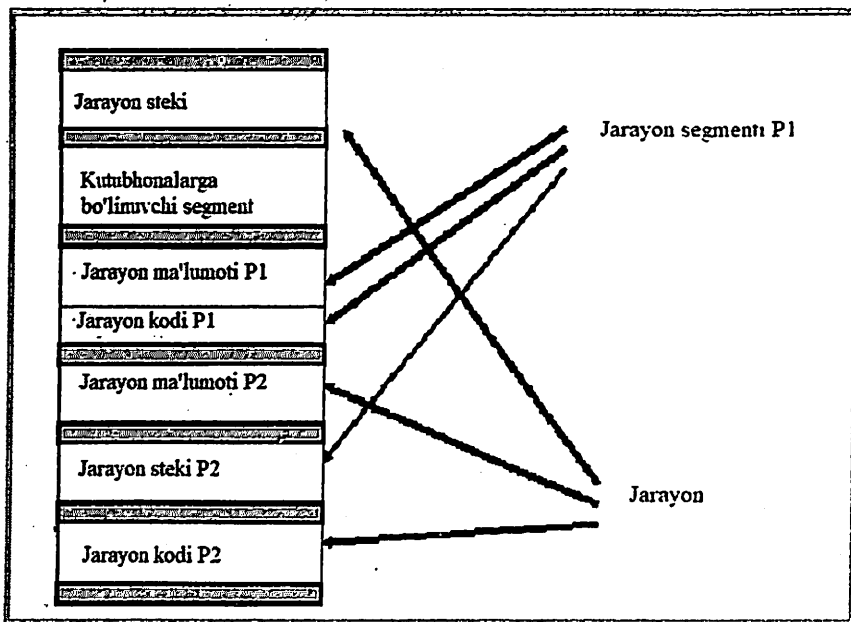 Jarayon steki
Kutubhonalarga
bo'linuvchi segment
Jarayon ma'lumoti P1
Jarayon kodi P1
Jarayon ma'lumoti P2
Jarayon steki P2
Jarayon kodi P2
Jarayon segmenti P1
Jarayon